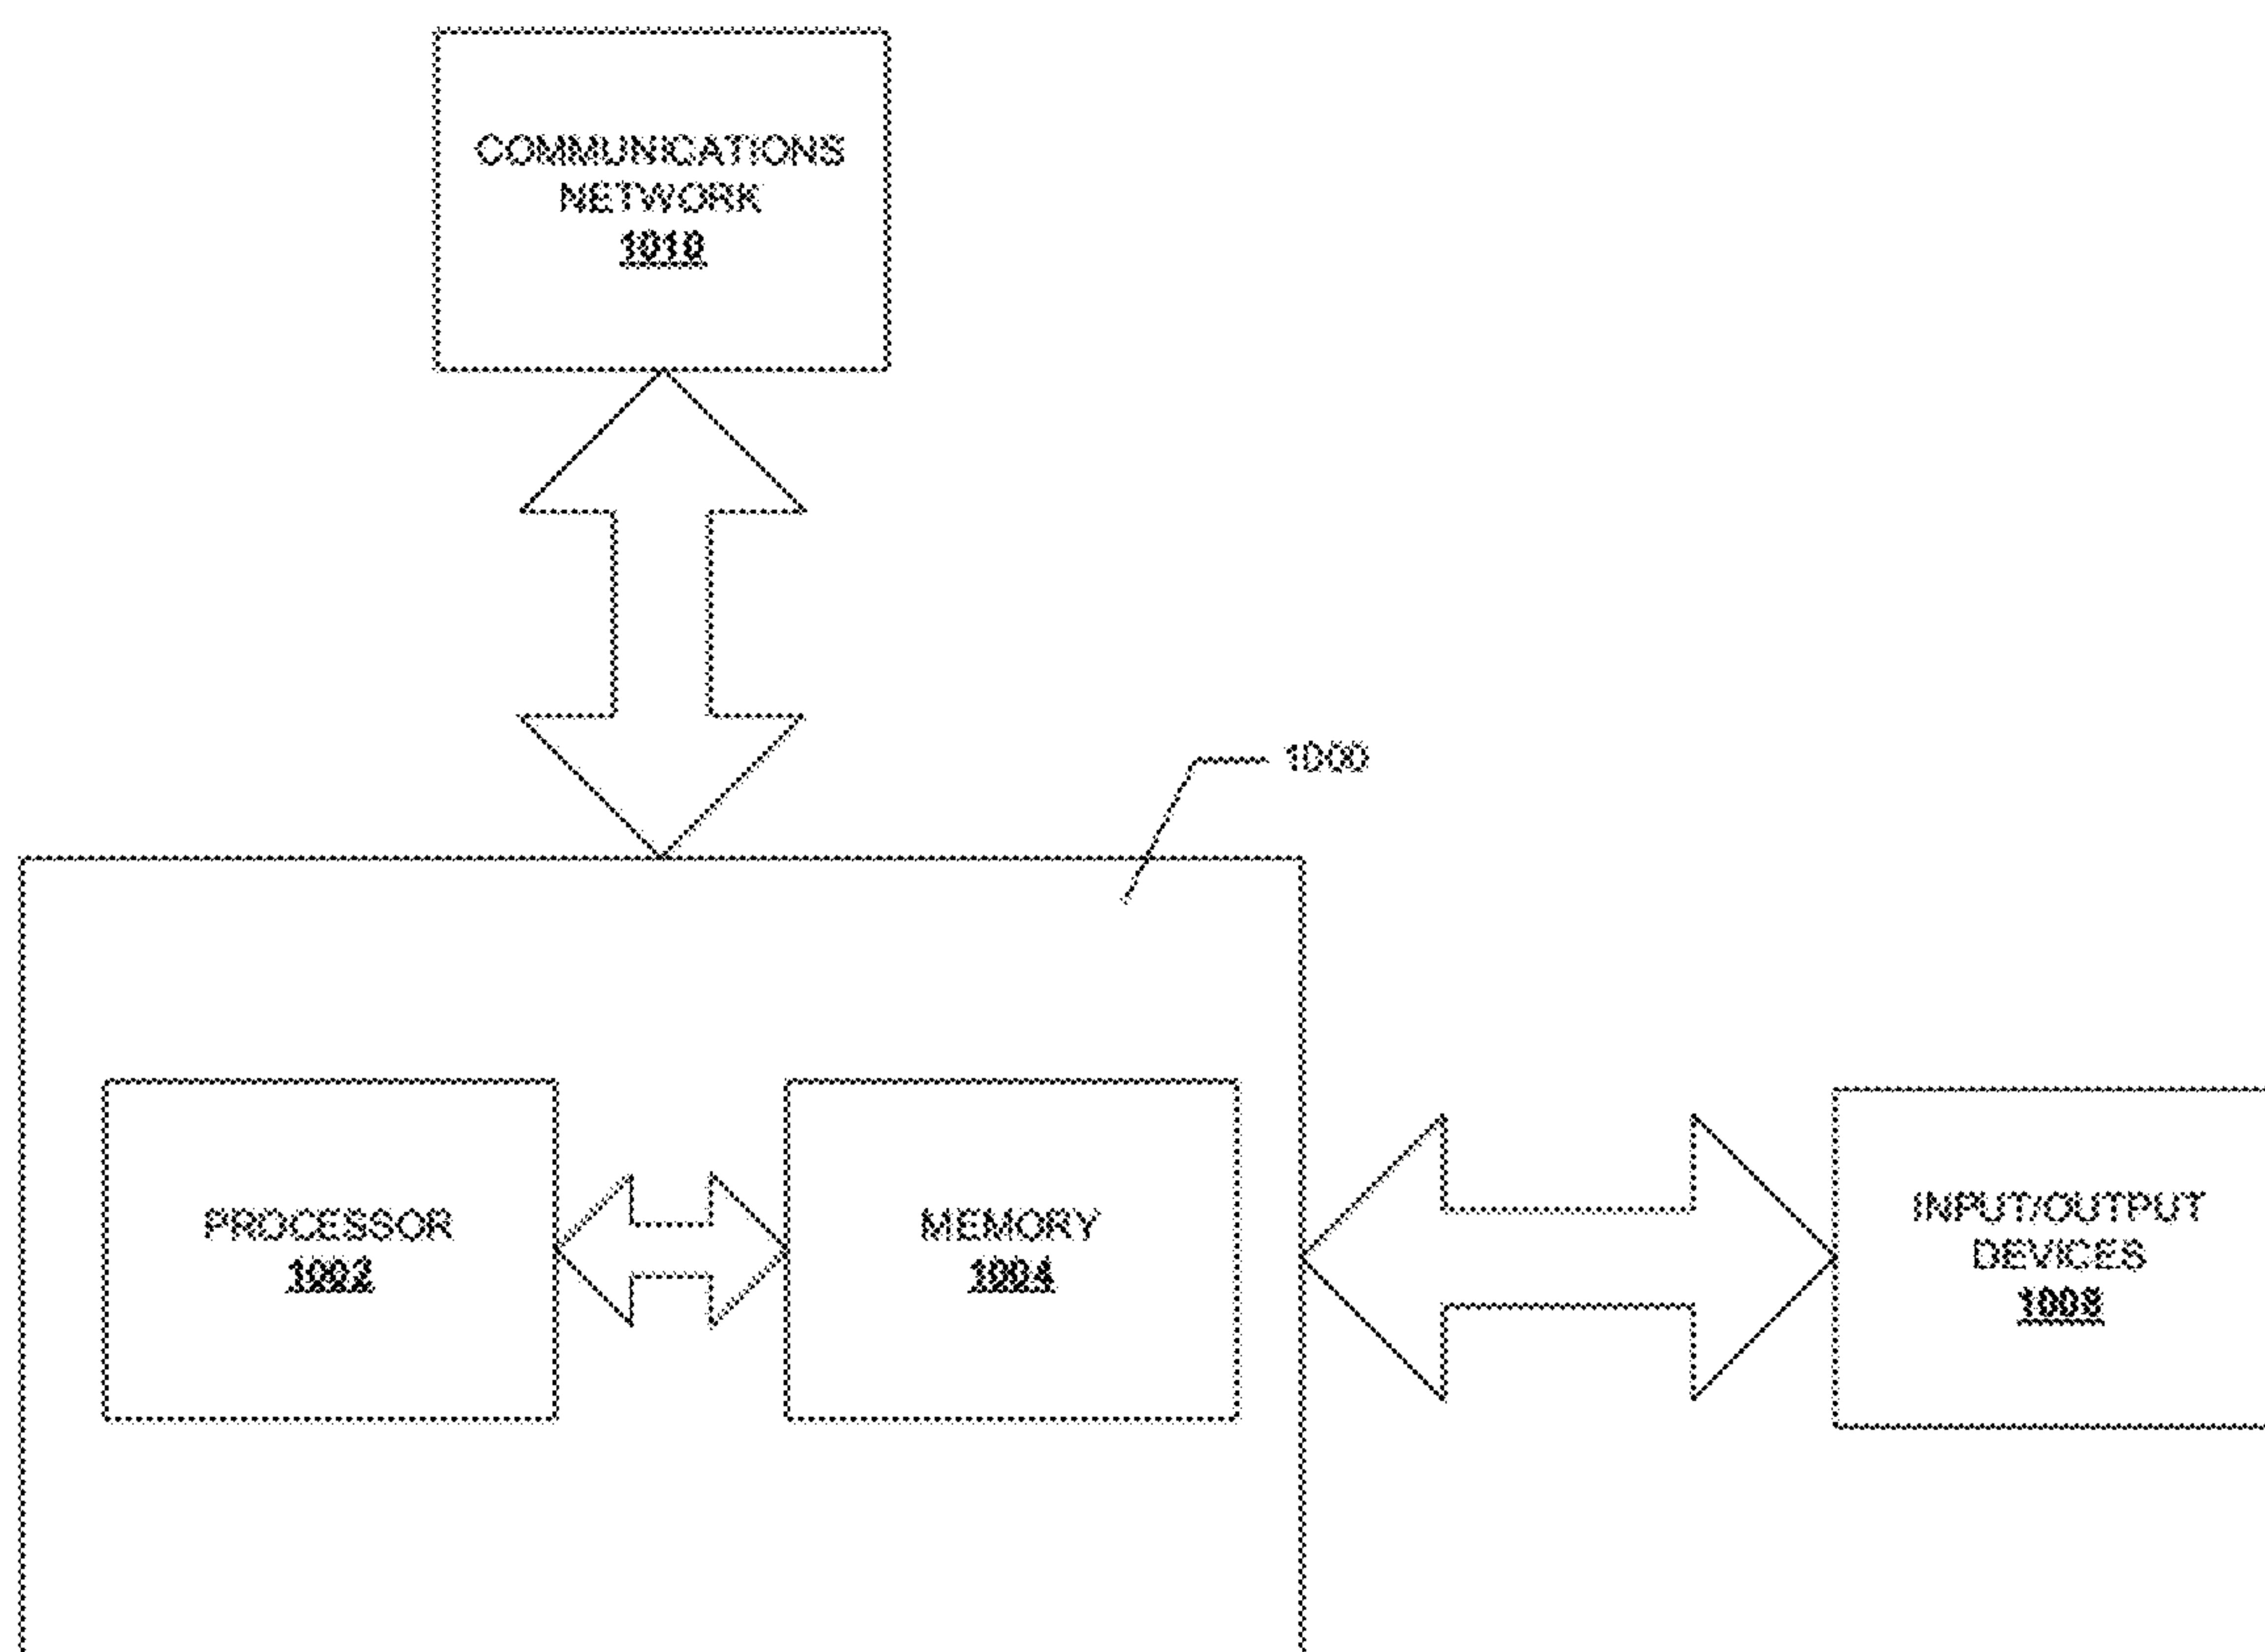 COMMUNICATIONS
NETWORK
1010
1000
PROCESSOR
1002
MEMORY
1004
INPUT/OUTPUT
DEVICES
1008